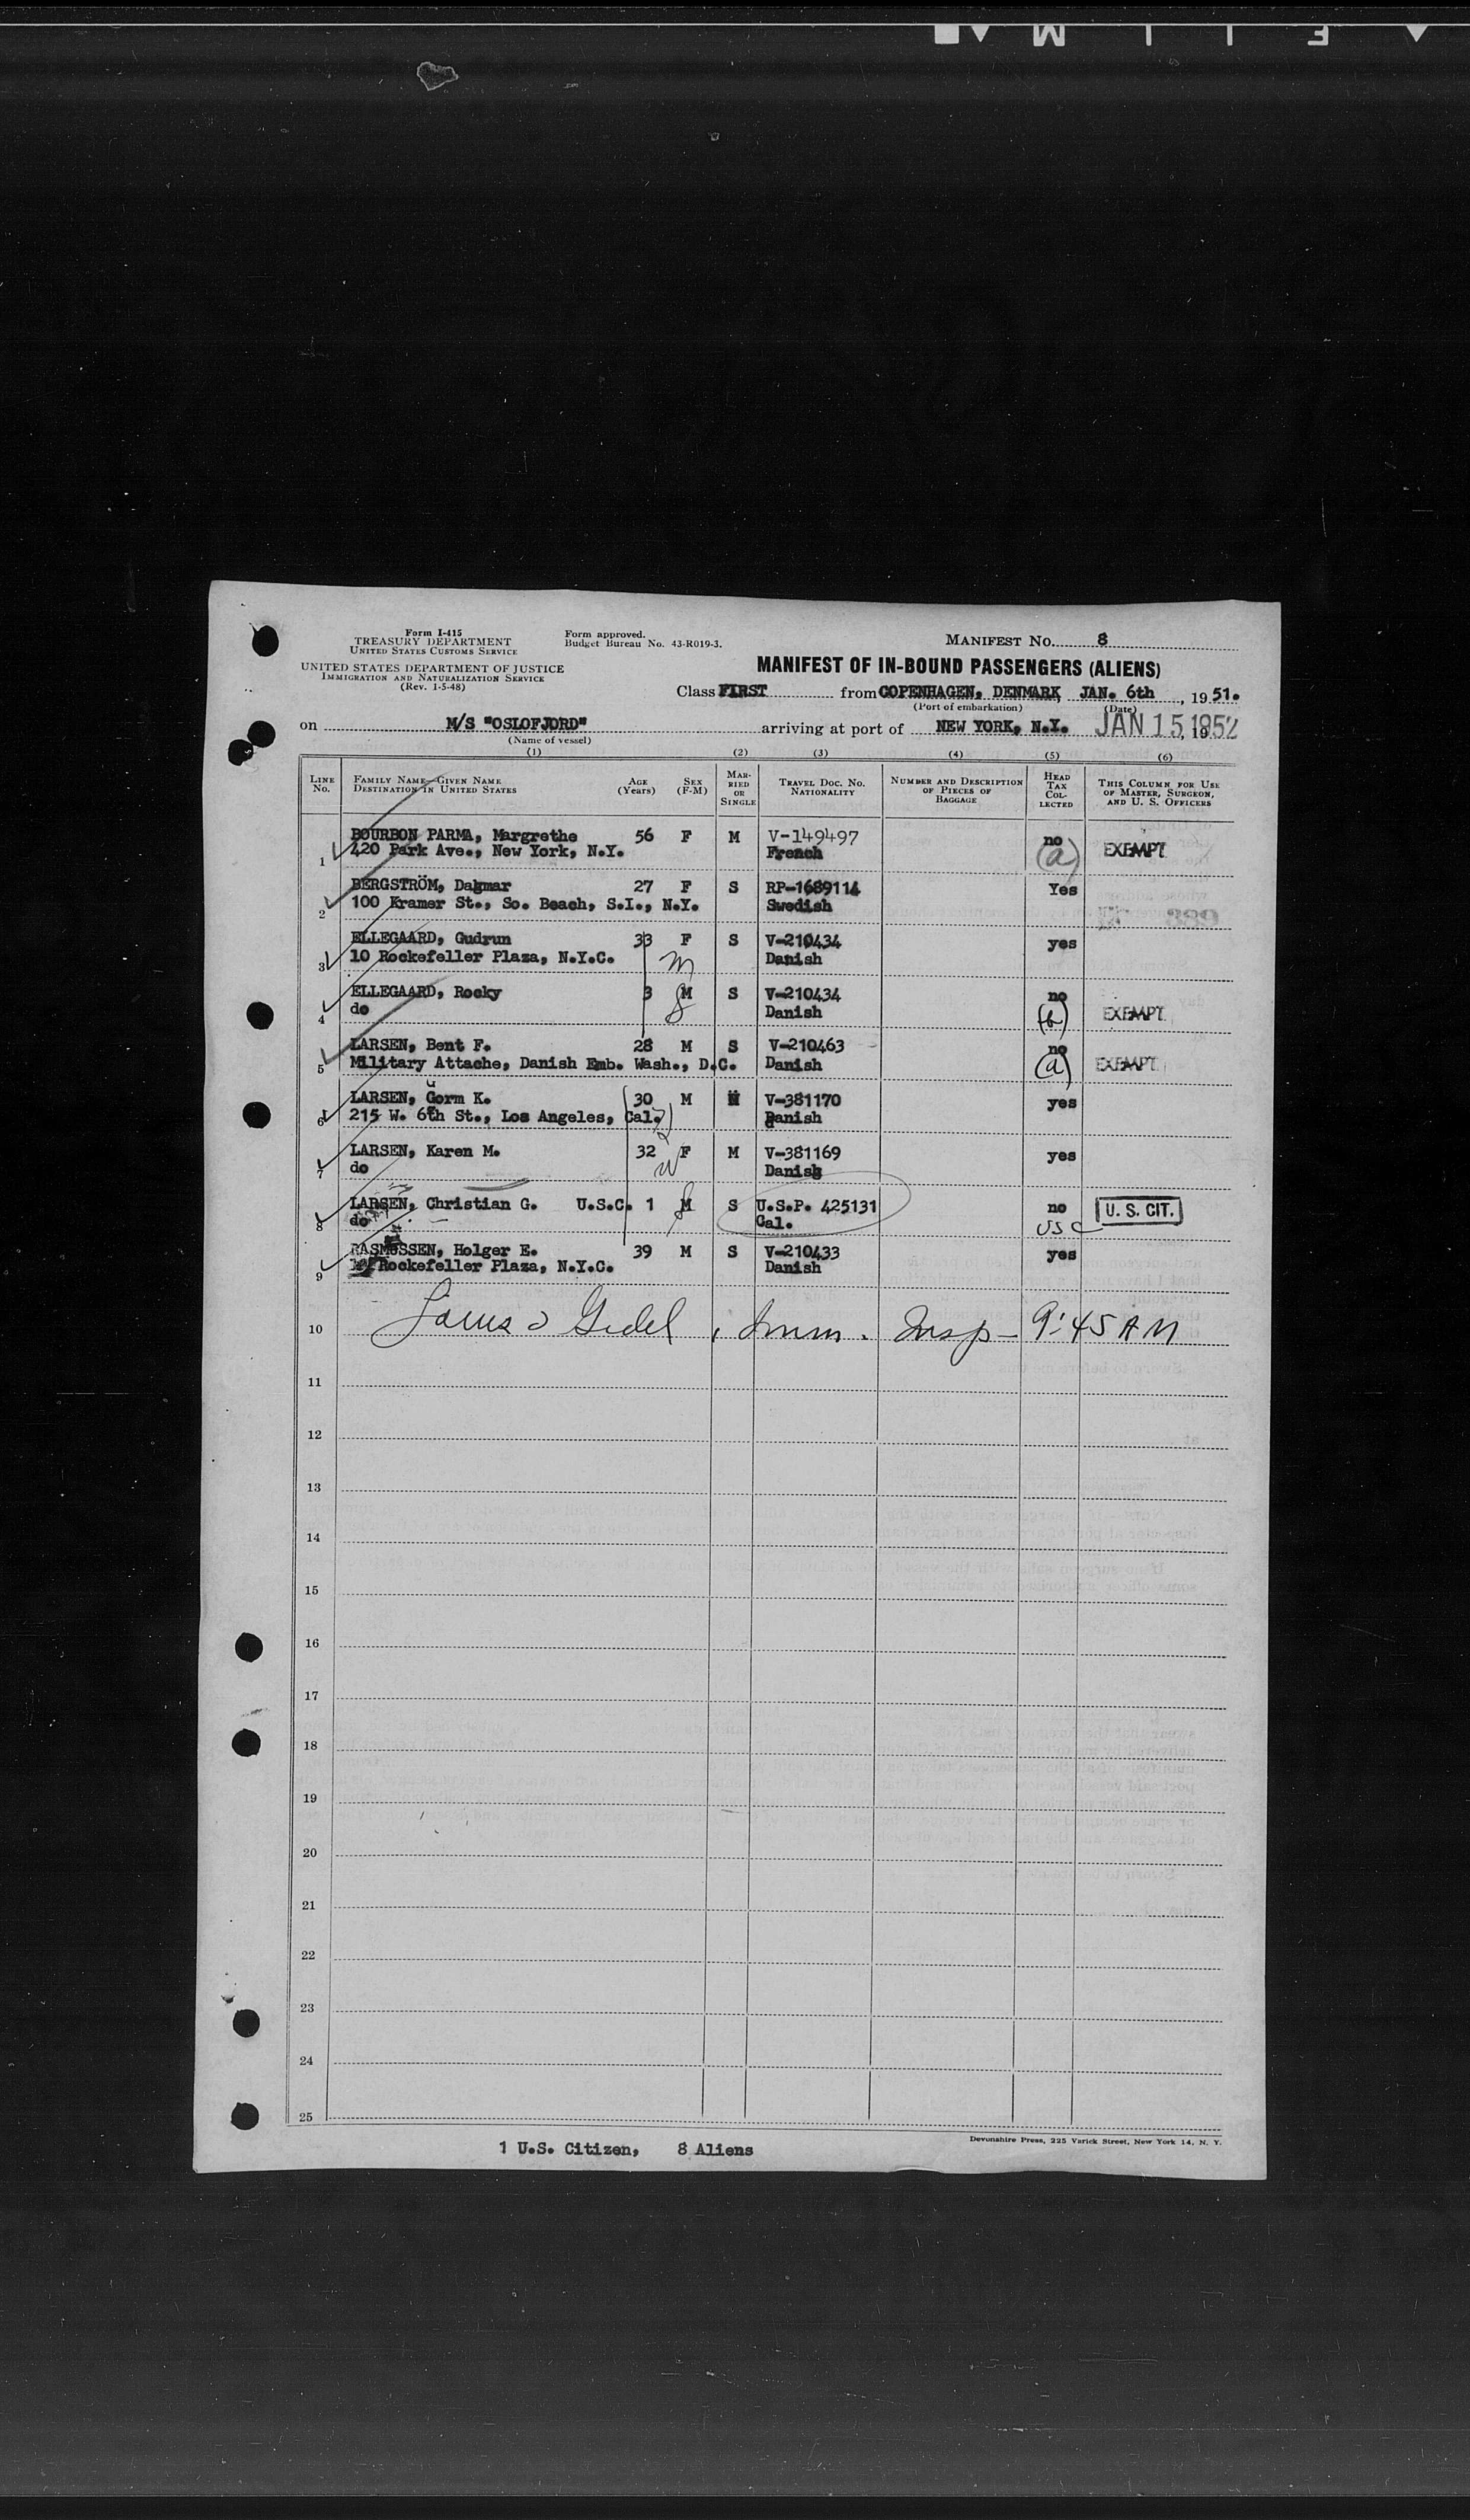 Form I-415
TREASURY DEPARTMENT
UNITED STATES CUSTOMS SERVICE
UNITED STATES DEPARTMENT OF JUSTICE
IMMIGRATION AND NATURALIZATION SERVICE
(Rev. 1-5-48)
Form approved.
Budget Bureau No. 43-R019-3.
MANIFEST NO. 8
MANIFEST OF IN-BOUND PASSENGERS (ALIENS)
Class FIRST from COPENHAGEN, DENMARK, JAN. 6th, 1951.
(Port of embarkation) (Date)
on M/S "OSLOFJORD" arriving at port of NEW YORK, N.Y. JAN 15 1952, 19
(Name of vessel)
(1) (2) (3) (4) (5) (6)
LINE NO. FAMILY NAME—GIVEN NAME DESTINATION IN UNITED STATES AGE (YEARS) SEX (F-M) MARRIED OR SINGLE TRAVEL DOC. NO. NATIONALITY NUMBER AND DESCRIPTION OF PIECES OF BAGGAGE HEAD TAX COLLECTED THIS COLUMN FOR USE OF MASTER, SURGEON, AND U. S. OFFICERS
BOURBON PARMA, Margrethe 56 F M V-149497 no
1 420 Park Ave., New York, N.Y. French (a) EXEMPT
BERGSTRÖM, Dagmar 27 F S RP-1689114 Yes
2 100 Kramer St., So. Beach, S.I., N.Y. Swedish
ELLEGAARD, Gudrun 33 F S V-210434 yes
3 10 Rockefeller Plaza, N.Y.C. m Danish
ELLEGAARD, Rocky 3 M S V-210434 no
4 do Danish (b) EXEMPT
LARSEN, Bent F. 28 M S V-210463 no
5 Military Attache, Danish Emb. Wash., D.C. Danish (a) EXEMPT
LARSEN, Gorm K. 30 M M V-381170 yes
6 215 W. 6th St., Los Angeles, Cal. Danish
LARSEN, Karen M. 32 F M V-381169 yes
7 do w Danish
LARSEN, Christian G. U.S.C. 1 M S U.S.P. 425131 no U. S. CIT.
8 do Cal. USC
RASMUSSEN, Holger E. 39 M S V-210433 yes
9 Rockefeller Plaza, N.Y.C. Danish
10 Imm. Insp - 9:45 AM
11
12
13
14
15
16
17
18
19
20
21
22
23
24
25
Devonshire Press, 225 Varick Street, New York 14, N. Y.
1 U.S. Citizen, 8 Aliens